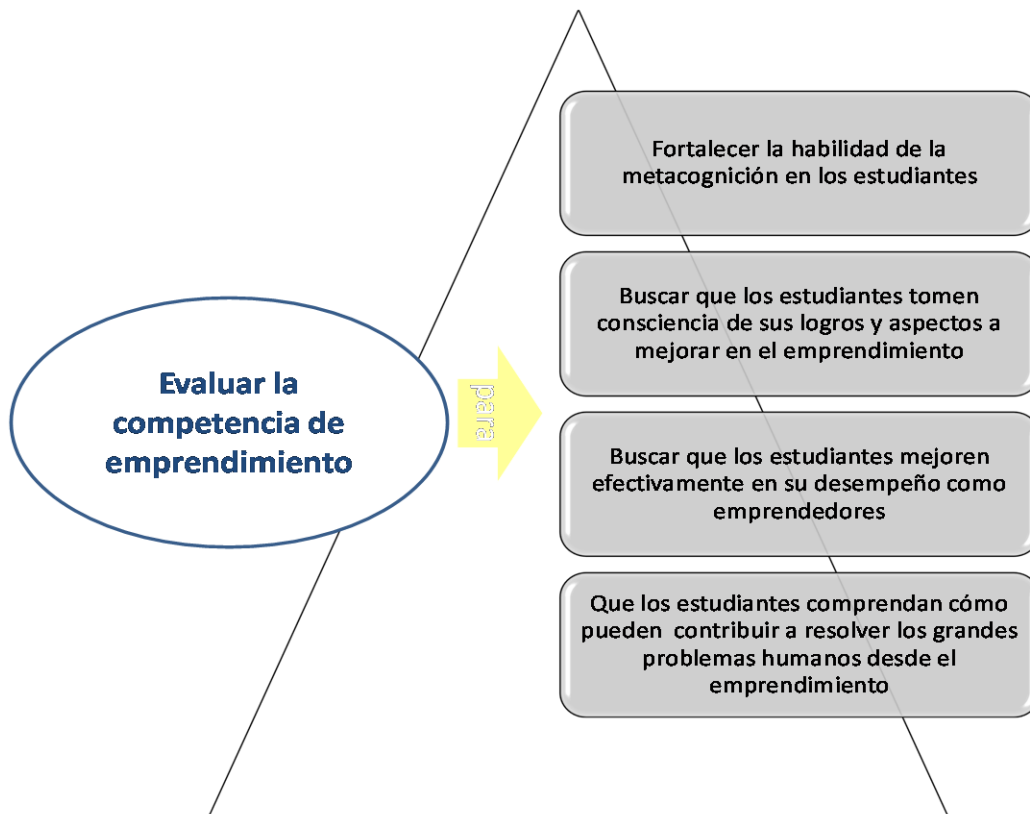 Evaluar la
competencia de
emprendimiento
para
Fortalecer la habilidad de la
metacognición en los estudiantes
Buscar que los estudiantes tomen
consciencia de sus logros y aspectos a
mejorar en el emprendimiento
Buscar que los estudiantes mejoren
efectivamente en su desempeño como
emprendedores
Que los estudiantes comprendan cómo
pueden contribuir a resolver los grandes
problemas humanos desde el
emprendimiento